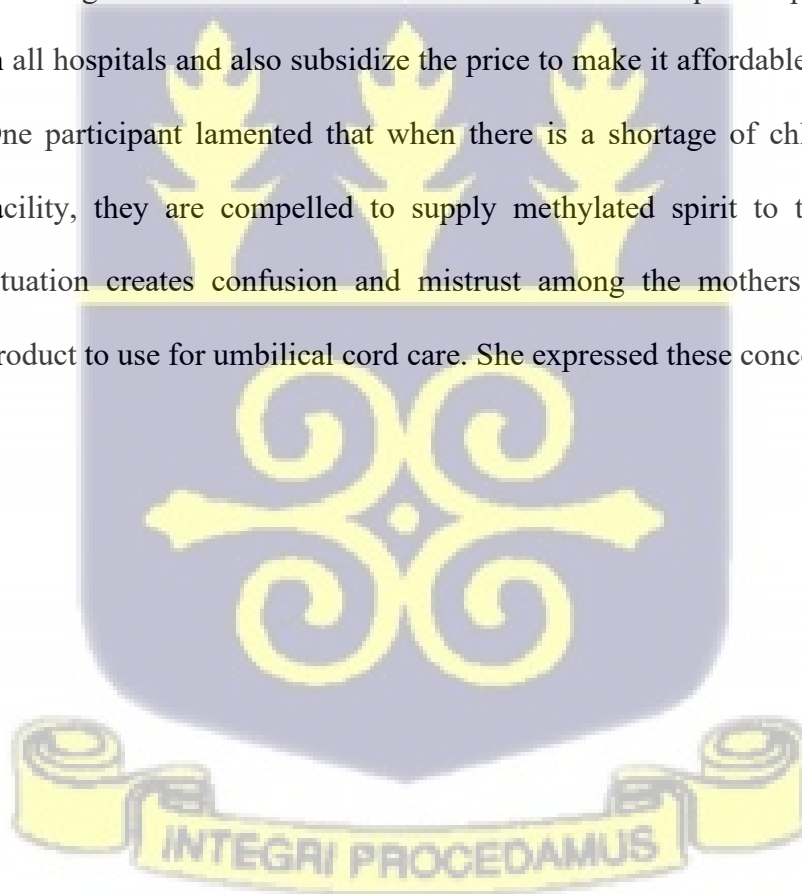 all hospitals and also subsidize the price to make it affordable
ne participant lamented that when there is a shortage of ch
acility, they are compelled to supply methylated spirit to t
tuation creates confusion and mistrust among the mothers
roduct to use for umbilical cord care. She expressed these conc
INTEGRI PROCEDAMUS